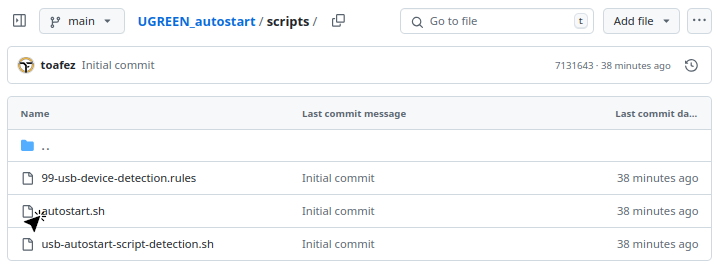 main UGREEN_autostart / scripts / Go to file t Add file ...
toafez Initial commit 7131643 · 38 minutes ago
Name Last commit message Last commit da...
..
99-usb-device-detection.rules Initial commit 38 minutes ago
autostart.sh Initial commit 38 minutes ago
usb-autostart-script-detection.sh Initial commit 38 minutes ago